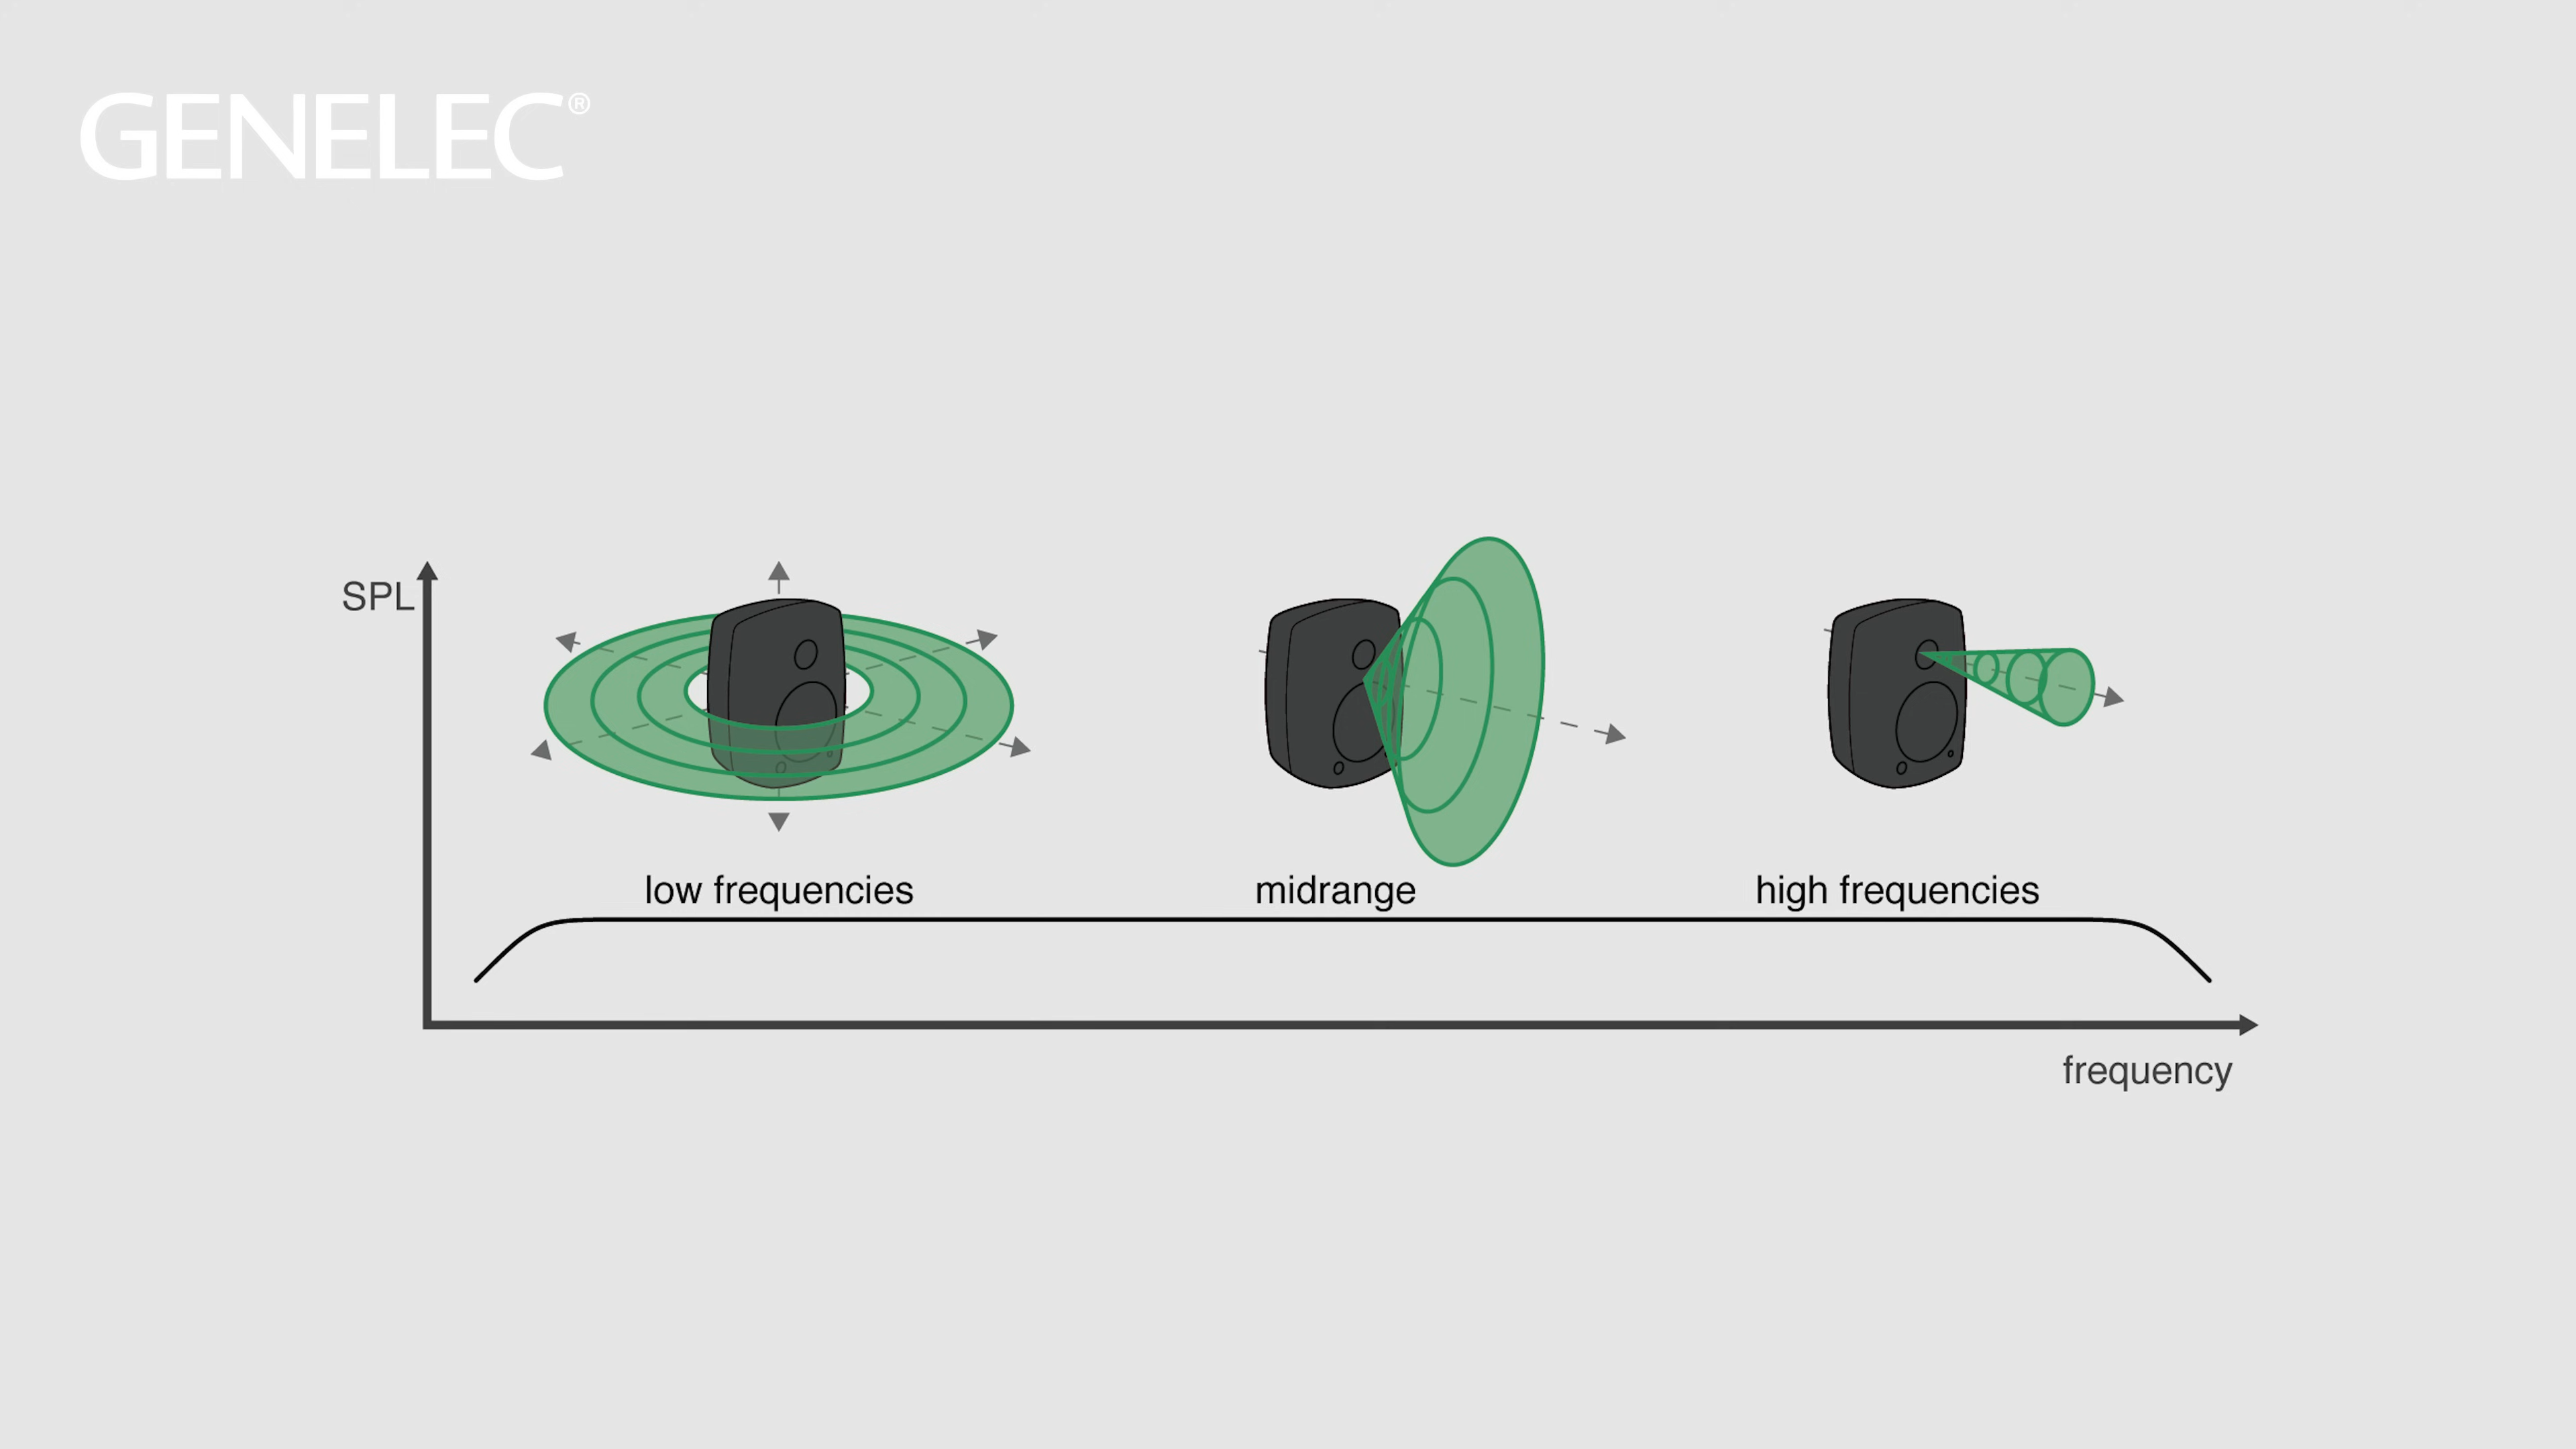 GENELEC®
SPL
low frequencies
midrange
high frequencies
frequency